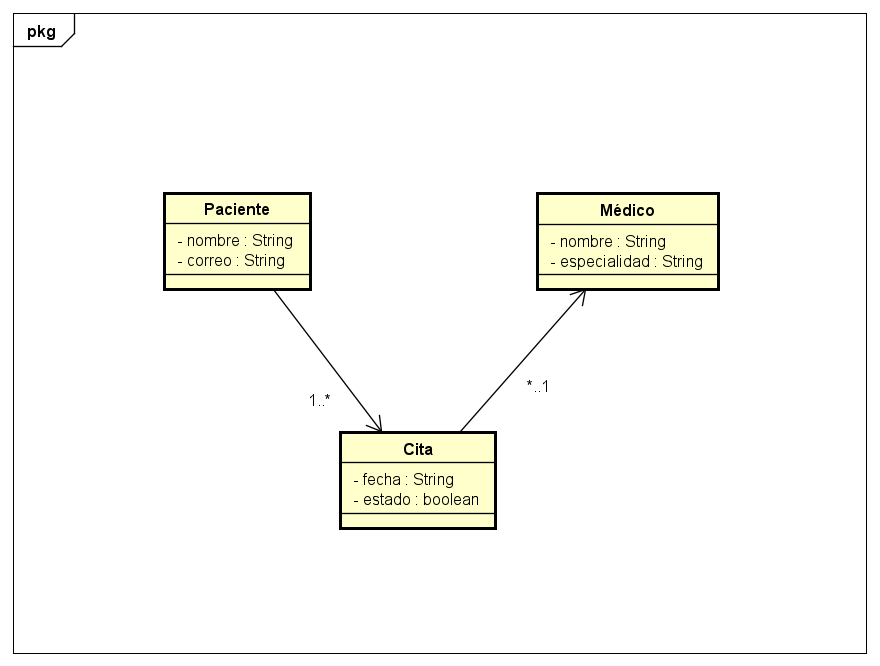 pkg
Paciente
- nombre : String
- correo : String
Médico
- nombre : String
- especialidad : String
1..*
*..1
Cita
- fecha : String
- estado : boolean